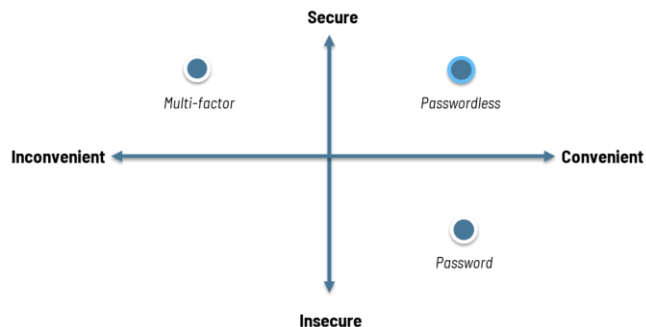 Secure
Multi-factor
Passwordless
Inconvenient
Convenient
Password
Insecure